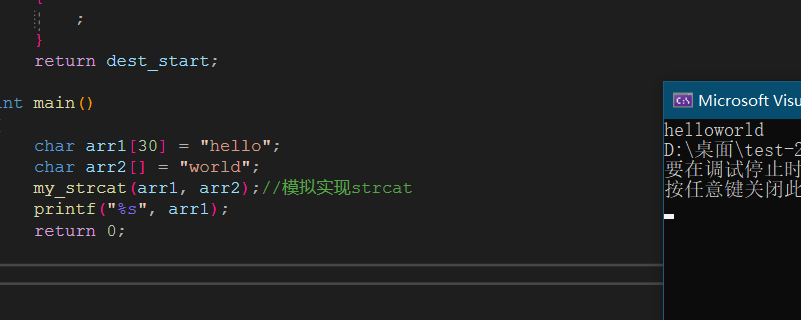 ;
}
return dest_start;
int main()
char arr1[30] = "hello";
char arr2[] = "world";
my_strcat(arr1, arr2);//模拟实现strcat
printf("%s", arr1);
return 0;
Microsoft Visu
helloworld
D:\桌面\test-2
要在调试停止时
按任意键关闭此